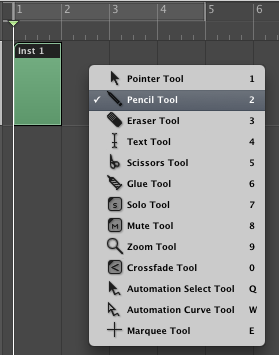 1 2 3 4 5 6
Inst 1
Pointer Tool 1
✓ Pencil Tool 2
Eraser Tool 3
Text Tool 4
Scissors Tool 5
Glue Tool 6
S Solo Tool 7
M Mute Tool 8
Zoom Tool 9
Crossfade Tool 0
Automation Select Tool Q
Automation Curve Tool W
Marquee Tool E